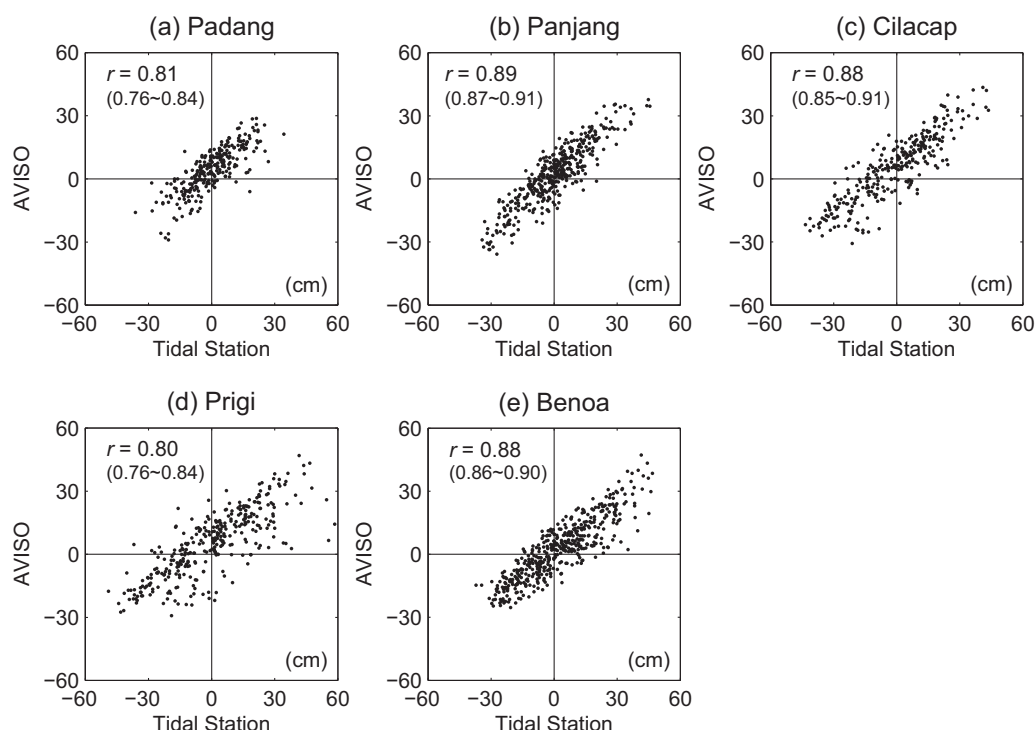 (a) Padang
60
30
0
−30
−60
AVISO
r = 0.81
(0.76~0.84)
(cm)
−60 −30 0 30 60
Tidal Station
(b) Panjang
60
30
0
−30
−60
AVISO
r = 0.89
(0.87~0.91)
(cm)
−60 −30 0 30 60
Tidal Station
(c) Cilacap
60
30
0
−30
−60
AVISO
r = 0.88
(0.85~0.91)
(cm)
−60 −30 0 30 60
Tidal Station
(d) Prigi
60
30
0
−30
−60
AVISO
r = 0.80
(0.76~0.84)
(cm)
−60 −30 0 30 60
Tidal Station
(e) Benoa
60
30
0
−30
−60
AVISO
r = 0.88
(0.86~0.90)
(cm)
−60 −30 0 30 60
Tidal Station